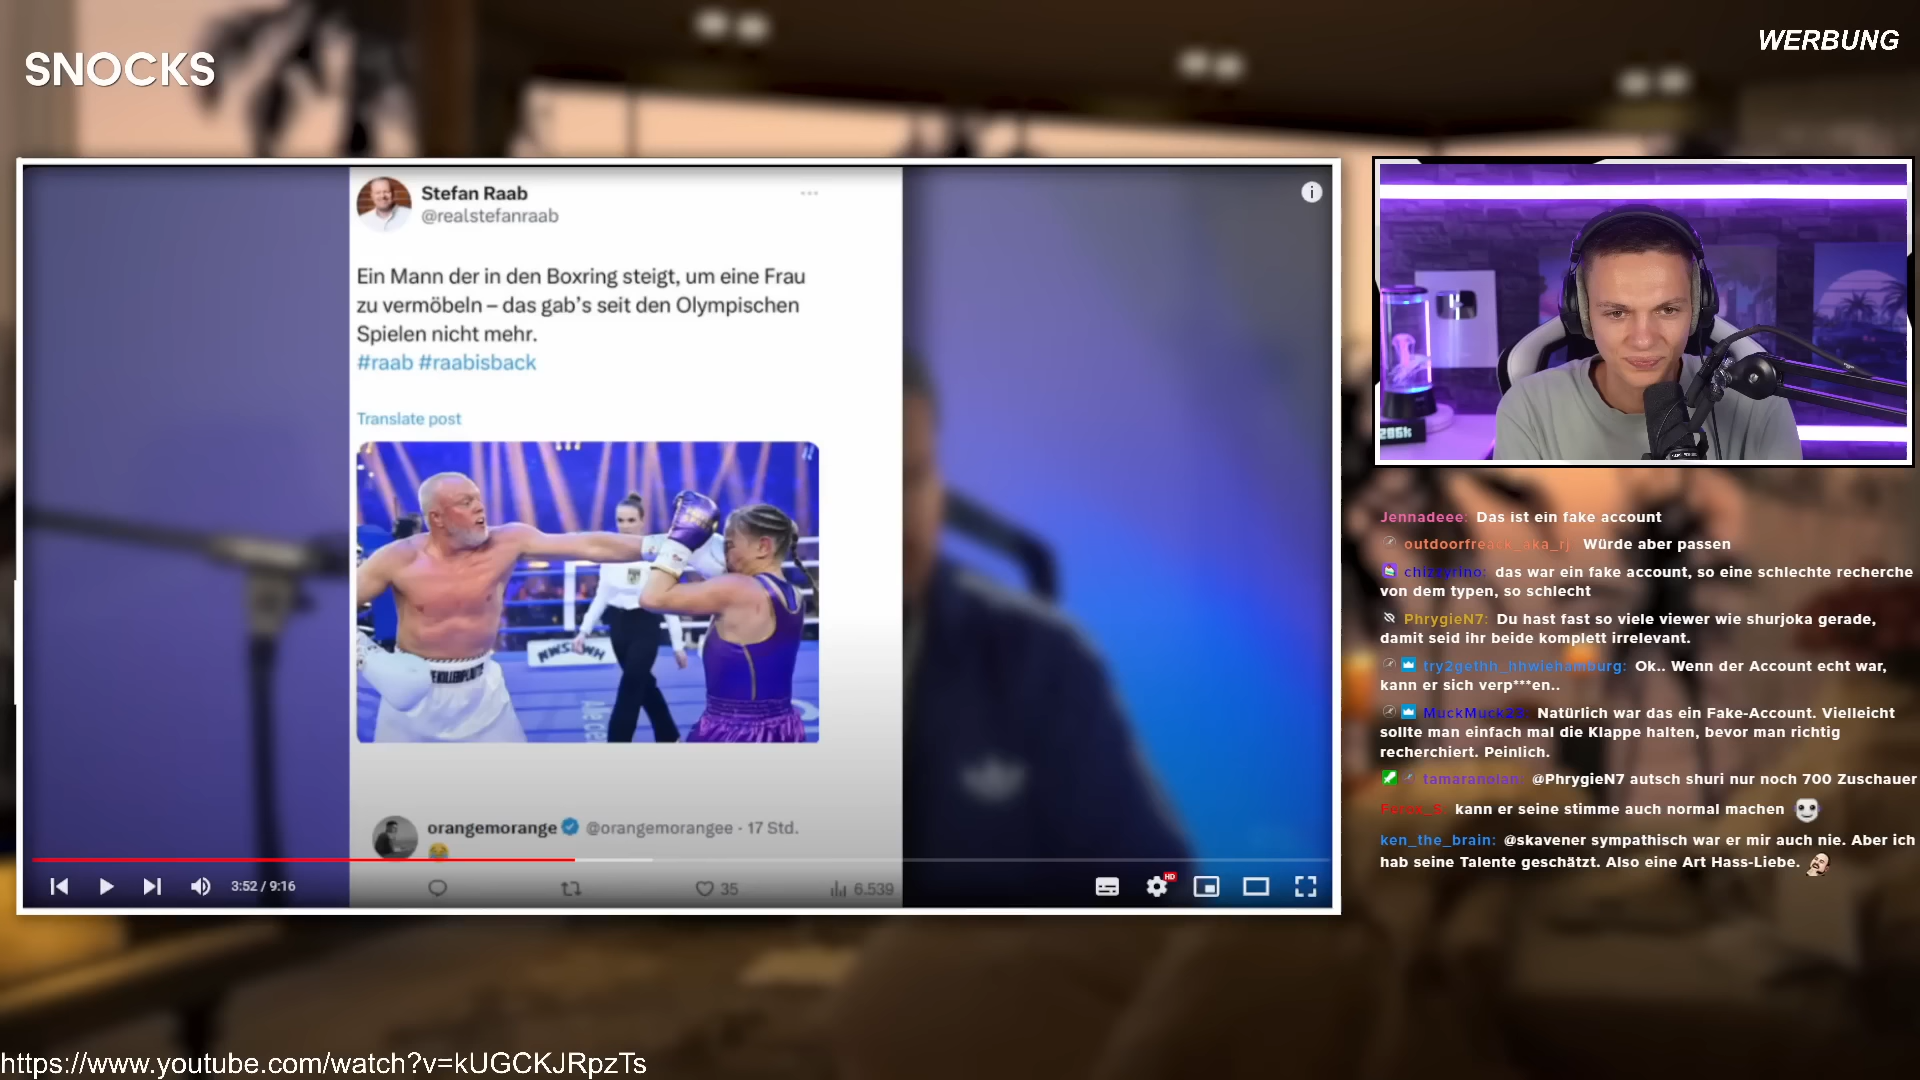 SNOCKS
WERBUNG
Stefan Raab
@realstefanraab
Ein Mann der in den Boxring steigt, um eine Frau
zu vermöbeln – das gab's seit den Olympischen
Spielen nicht mehr.
#raab #raabisback
Translate post
orangemorange @orangemorangee · 17 Std.
35
6.539
3:52 / 9:16
HD
Jennadeee: Das ist ein fake account
outdoorfreack_aka_rj: Würde aber passen
chizzyrino: das war ein fake account, so eine schlechte recherche
von dem typen, so schlecht
PhrygieN7: Du hast fast so viele viewer wie shurjoka gerade,
damit seid ihr beide komplett irrelevant.
try2gethh_hhwiehamburg: Ok.. Wenn der Account echt war,
kann er sich verp***en..
Natürlich war das ein Fake-Account. Vielleicht
sollte man einfach mal die Klappe halten, bevor man richtig
recherchiert. Peinlich.
tamaranoian: @PhrygieN7 autsch shuri nur noch 700 Zuschauer
kann er seine stimme auch normal machen
ken_the_brain: @skavener sympathisch war er mir auch nie. Aber ich
hab seine Talente geschätzt. Also eine Art Hass-Liebe.
https://www.youtube.com/watch?v=kUGCKJRpzTs